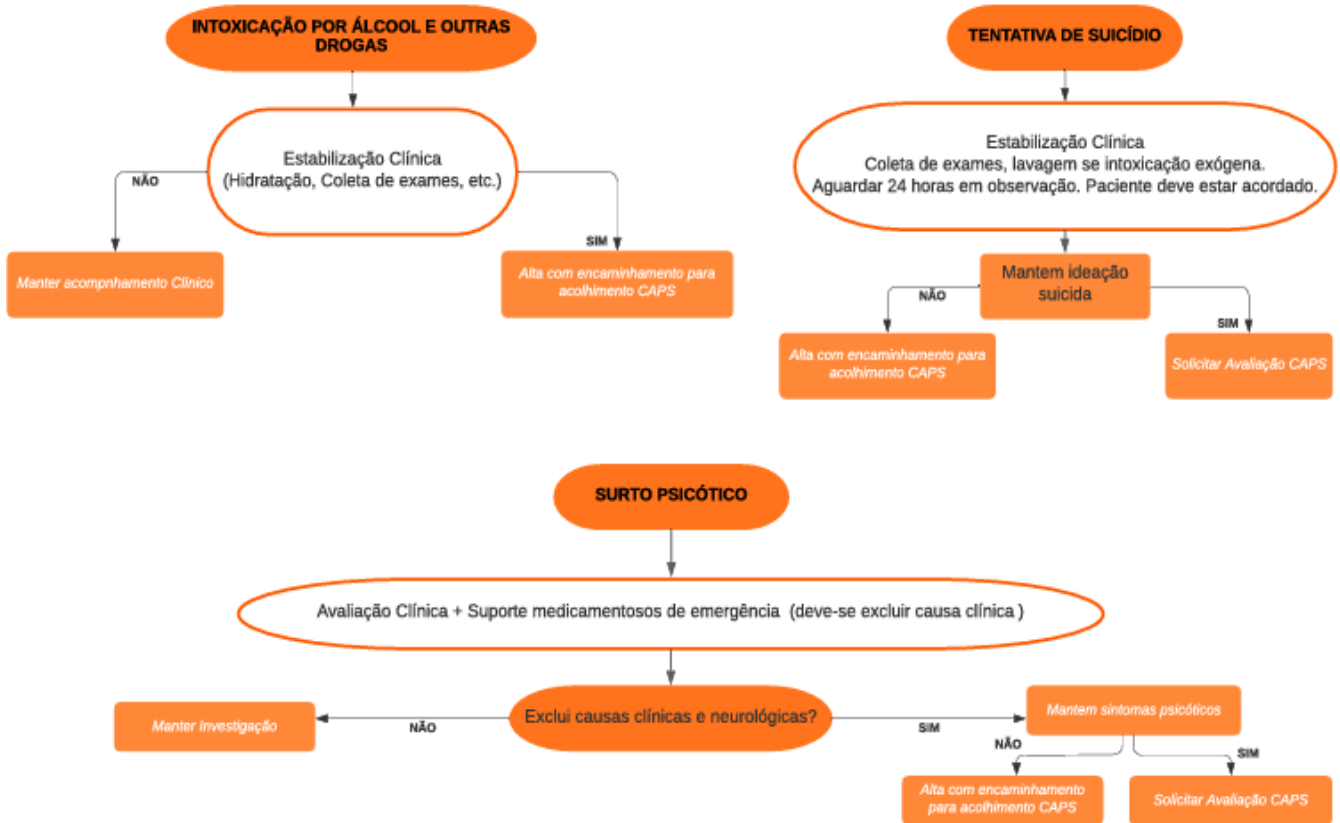 INTOXICAÇÃO POR ÁLCOOL E OUTRAS
DROGAS
Estabilização Clínica
(Hidratação, Coleta de exames, etc.)
NÃO
SIM
Manter acompnhamento Clínico
Alta com encaminhamento para
acolhimento CAPS
TENTATIVA DE SUICÍDIO
Estabilização Clínica
Coleta de exames, lavagem se intoxicação exógena.
Aguardar 24 horas em observação. Paciente deve estar acordado.
Mantem ideação
suicida
NÃO
SIM
Alta com encaminhamento para
acolhimento CAPS
Solicitar Avaliação CAPS
SURTO PSICÓTICO
Avaliação Clínica + Suporte medicamentosos de emergência (deve-se excluir causa clínica )
Exclui causas clínicas e neurológicas?
NÃO
Manter Investigação
SIM
Mantem sintomas psicóticos
NÃO
SIM
Alta com encaminhamento
para acolhimento CAPS
Solicitar Avaliação CAPS